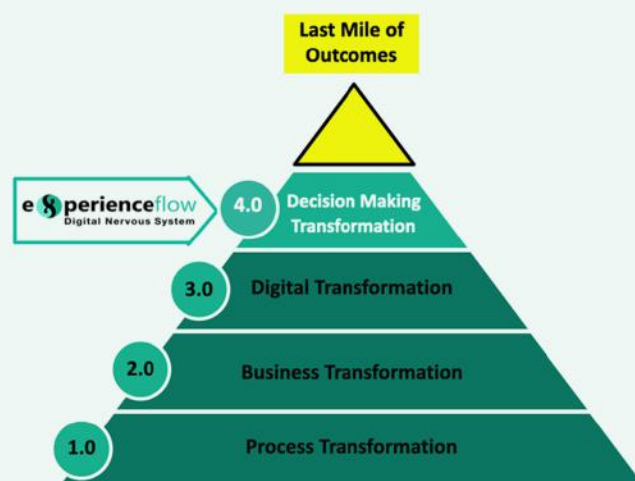 Last Mile of
Outcomes
e8perienceflow
Digital Nervous System
4.0
Decision Making
Transformation
3.0
Digital Transformation
2.0
Business Transformation
1.0
Process Transformation